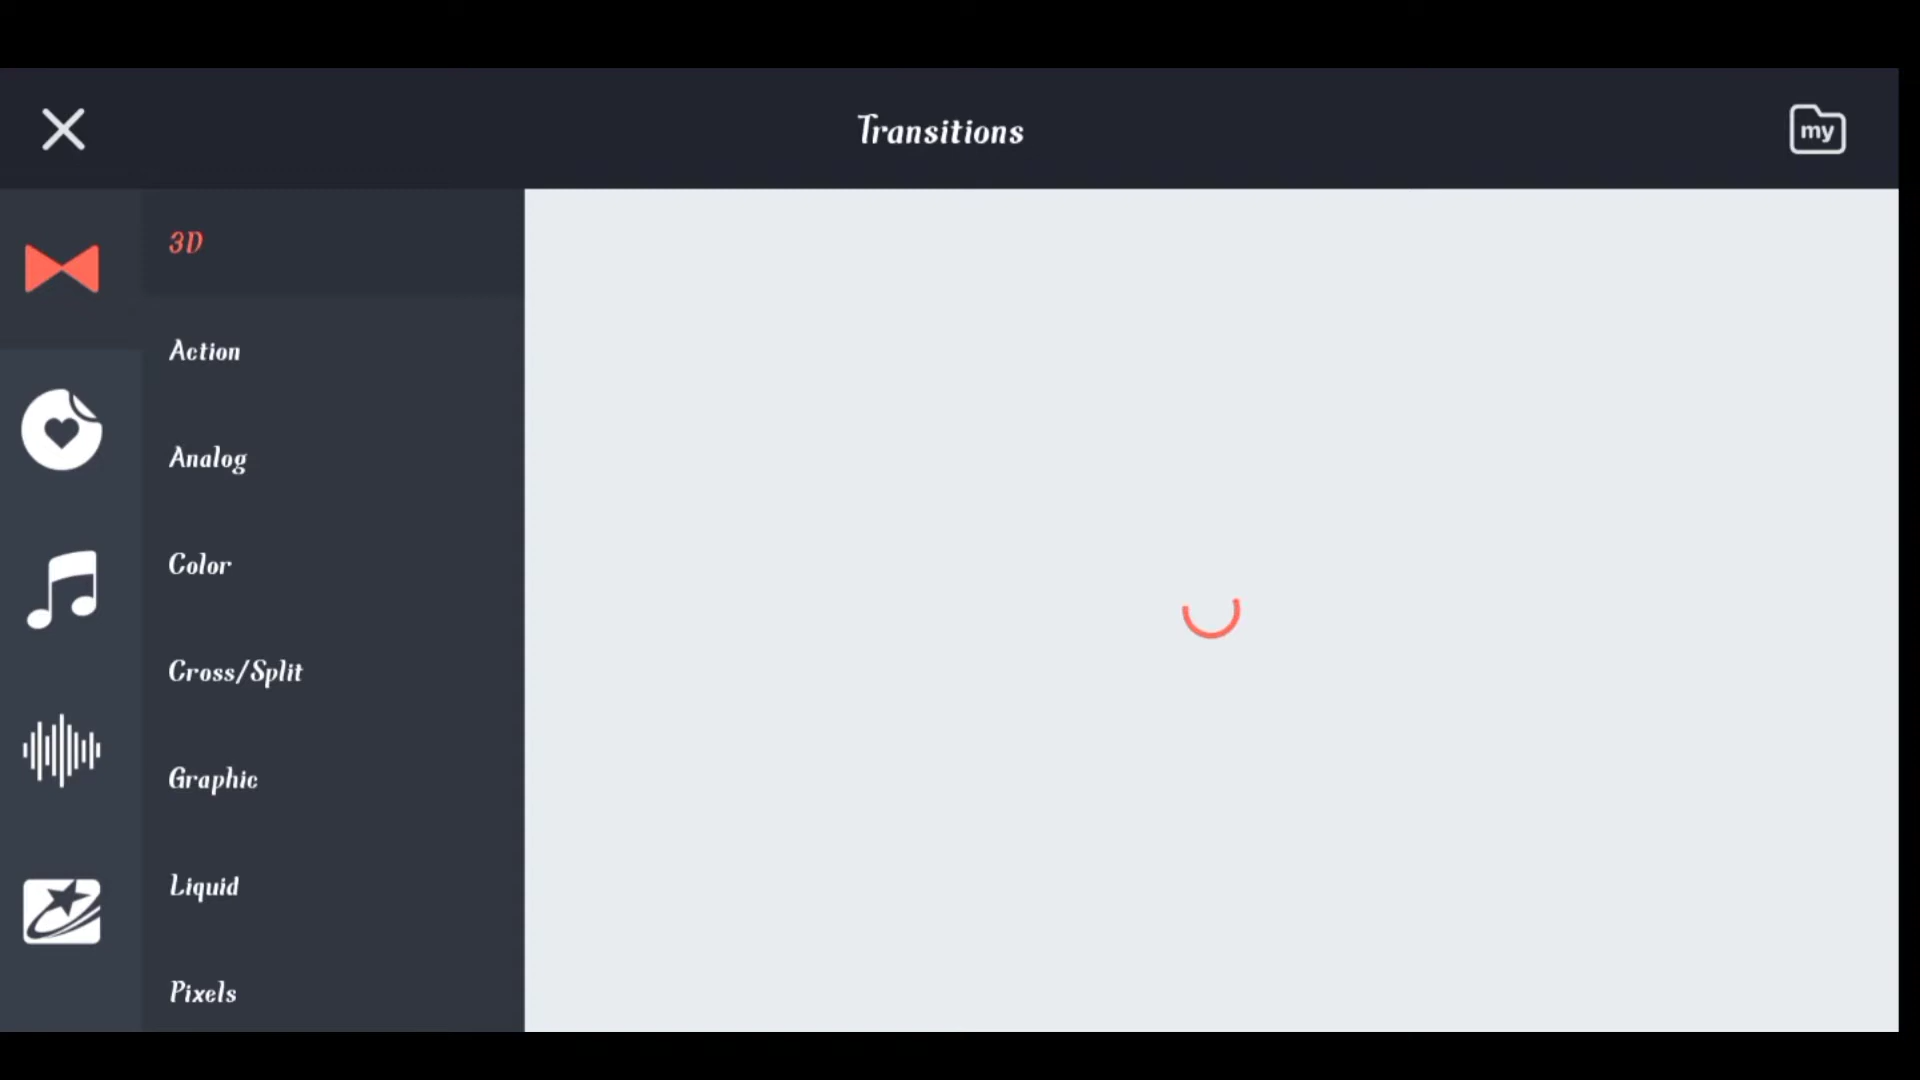 Transitions
my
3D
Action
Analog
Color
Cross/Split
Graphic
Liquid
Pixels